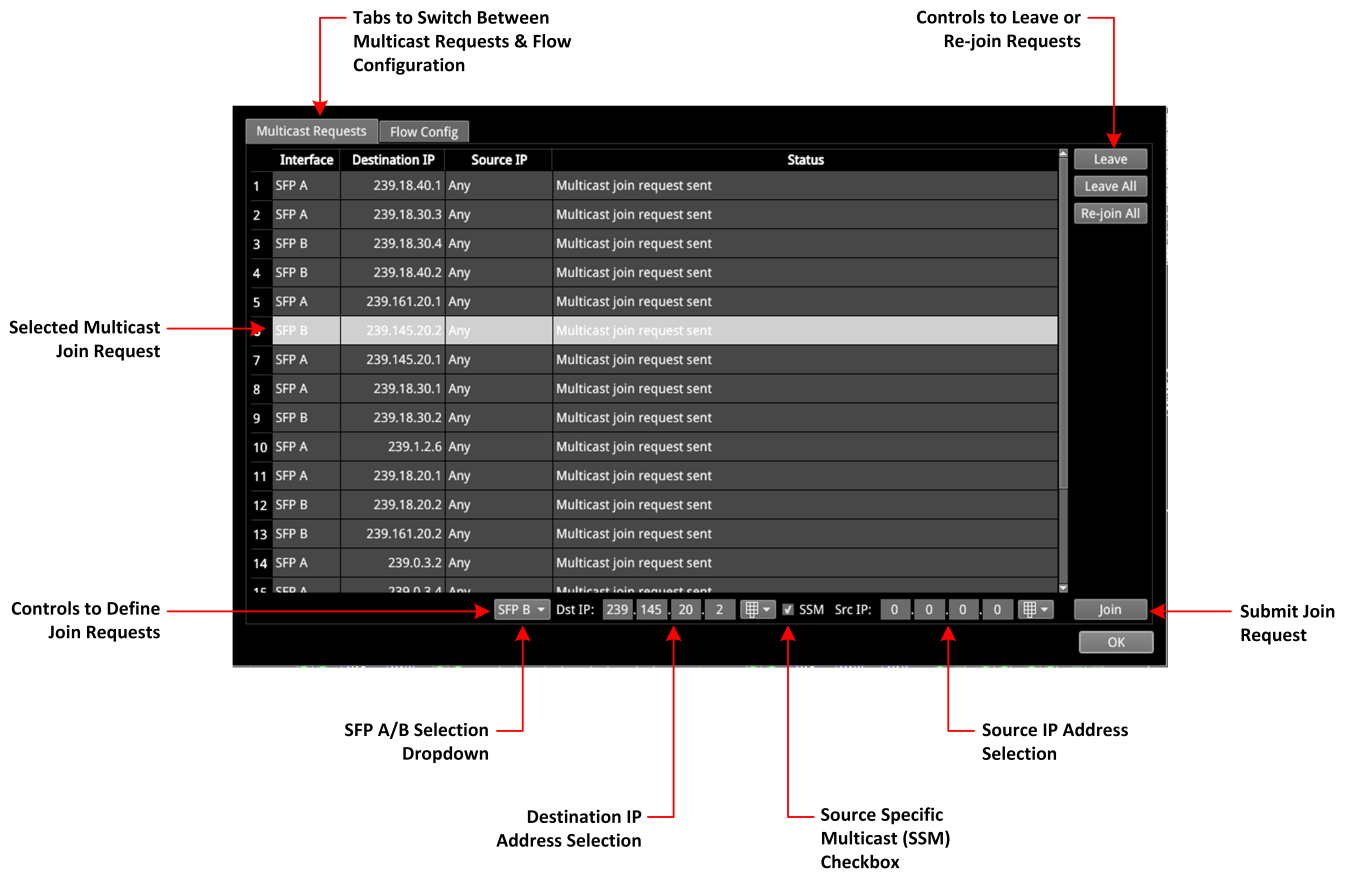 Tabs to Switch Between
Multicast Requests & Flow
Configuration
Controls to Leave or
Re-join Requests
Multicast Requests Flow Config
Interface Destination IP Source IP Status
Leave
1 SFP A 239.18.40.1 Any Multicast join request sent
Leave All
2 SFP A 239.18.30.3 Any Multicast join request sent
Re-join All
3 SFP B 239.18.30.4 Any Multicast join request sent
4 SFP B 239.18.40.2 Any Multicast join request sent
5 SFP A 239.161.20.1 Any Multicast join request sent
Selected Multicast
Join Request
6 SFP B 239.145.20.2 Any Multicast join request sent
7 SFP A 239.145.20.1 Any Multicast join request sent
8 SFP A 239.18.30.1 Any Multicast join request sent
9 SFP B 239.18.30.2 Any Multicast join request sent
10 SFP A 239.1.2.6 Any Multicast join request sent
11 SFP A 239.18.20.1 Any Multicast join request sent
12 SFP B 239.18.20.2 Any Multicast join request sent
13 SFP B 239.161.20.2 Any Multicast join request sent
14 SFP A 239.0.3.2 Any Multicast join request sent
15 SFP A 239.0.3.4 Any Multicast join request sent
Controls to Define
Join Requests
SFP B Dst IP: 239 . 145 . 20 . 2 SSM Src IP: 0 . 0 . 0 . 0 Join
OK
Submit Join
Request
SFP A/B Selection
Dropdown
Source IP Address
Selection
Destination IP
Address Selection
Source Specific
Multicast (SSM)
Checkbox